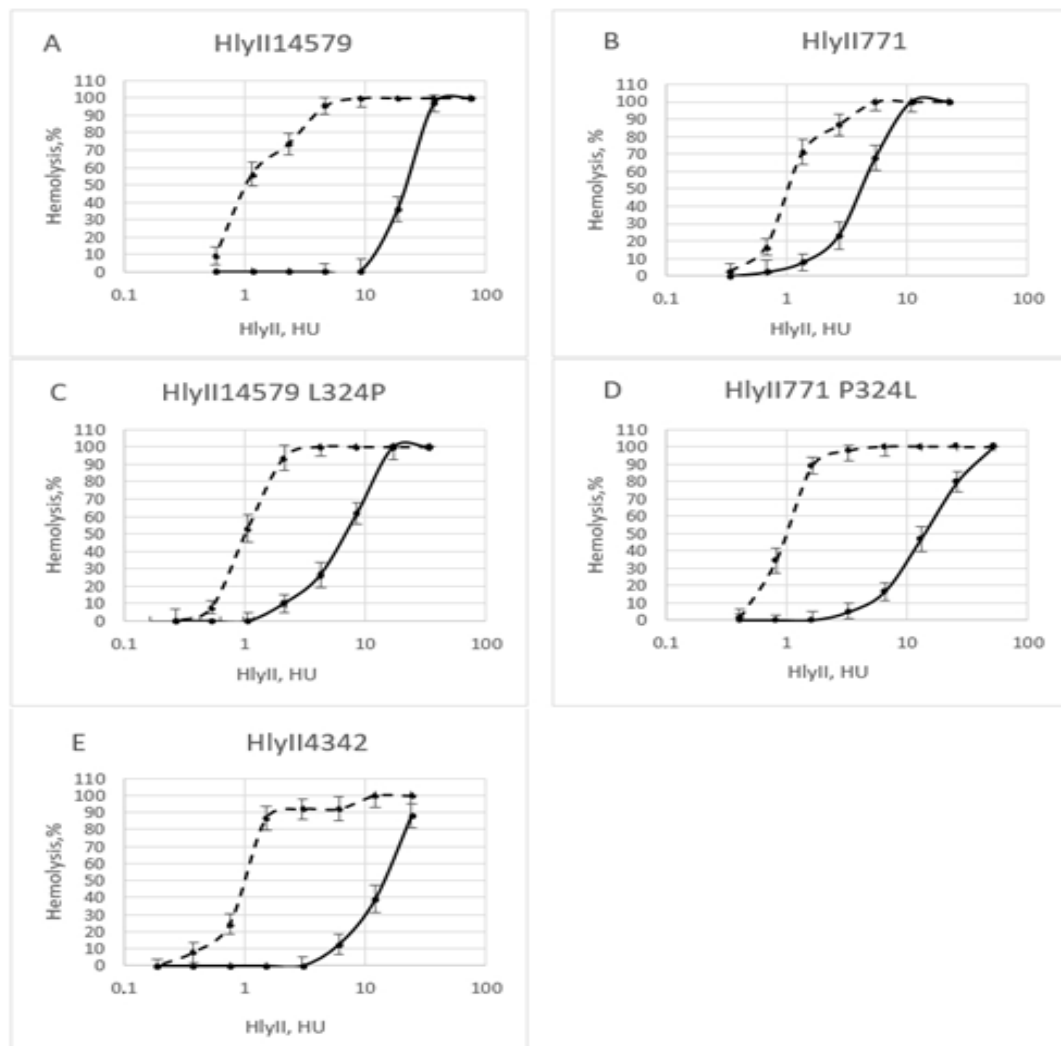 A
HlyII14579
Hemolysis,%
110
100
90
80
70
60
50
40
30
20
10
0
0.1 1 10 100
HlyII, HU
B
HlyII771
Hemolysis, %
110
100
90
80
70
60
50
40
30
20
10
0
0.1 1 10 100
HlyII, HU
C
HlyII14579 L324P
Hemolysis,%
110
100
90
80
70
60
50
40
30
20
10
0
0.1 1 10 100
HlyII, HU
D
HlyII771 P324L
Hemolysis,%
110
100
90
80
70
60
50
40
30
20
10
0
0.1 1 10 100
HlyII, HU
E
HlyII4342
Hemolysis,%
110
100
90
80
70
60
50
40
30
20
10
0
0.1 1 10 100
HlyII, HU